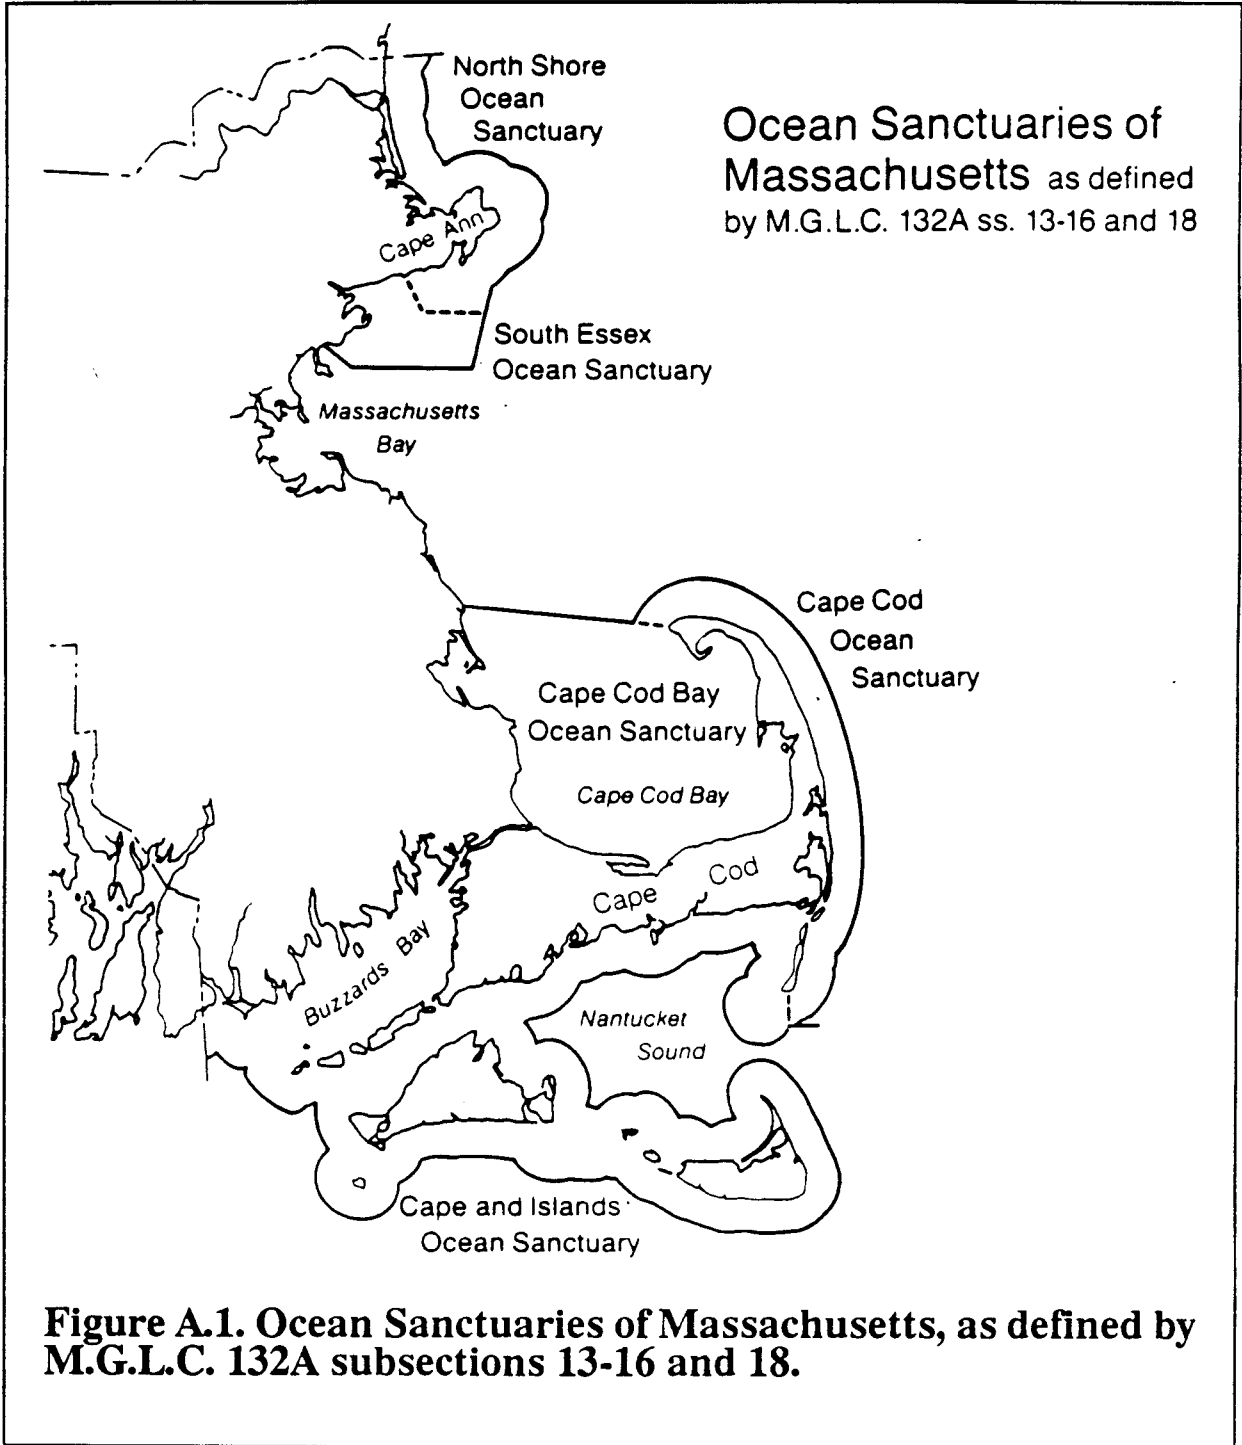 North Shore
Ocean
Sanctuary
Ocean Sanctuaries of
Massachusetts as defined
by M.G.L.C. 132A ss. 13-16 and 18
Cape Ann
South Essex
Ocean Sanctuary
Massachusetts
Bay
Cape Cod
Ocean
Sanctuary
Cape Cod Bay
Ocean Sanctuary
Cape Cod Bay
Cape Cod
Buzzards Bay
Nantucket
Sound
Cape and Islands
Ocean Sanctuary
Figure A.1. Ocean Sanctuaries of Massachusetts, as defined by
M.G.L.C. 132A subsections 13-16 and 18.